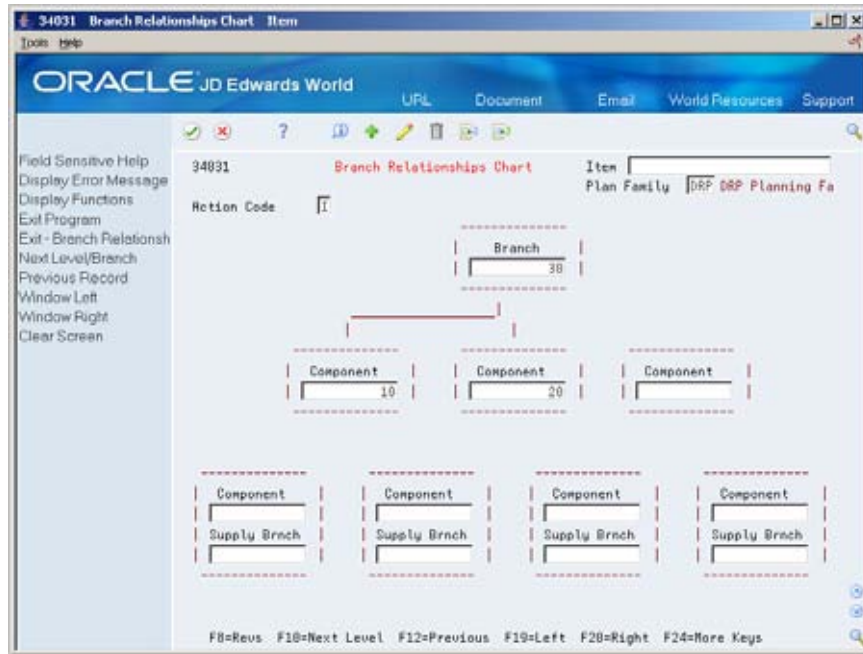 34031 Branch Relationships Chart Item
Tools Help
ORACLE JD Edwards World
URL Document Email World Resources Support
Field Sensitive Help
Display Error Message
Display Functions
Exit Program
Exit - Branch Relationsh
Next Level/Branch
Previous Record
Window Left
Window Right
Clear Screen
34031 Branch Relationships Chart Item
Plan Family DRP DRP Planning Fa
Action Code I
Branch
30
Component Component Component
10 20
Component Component Component Component
Supply Brnch Supply Brnch Supply Brnch Supply Brnch
F8=Revs F10=Next Level F12=Previous F19=Left F20=Right F24=More Keys